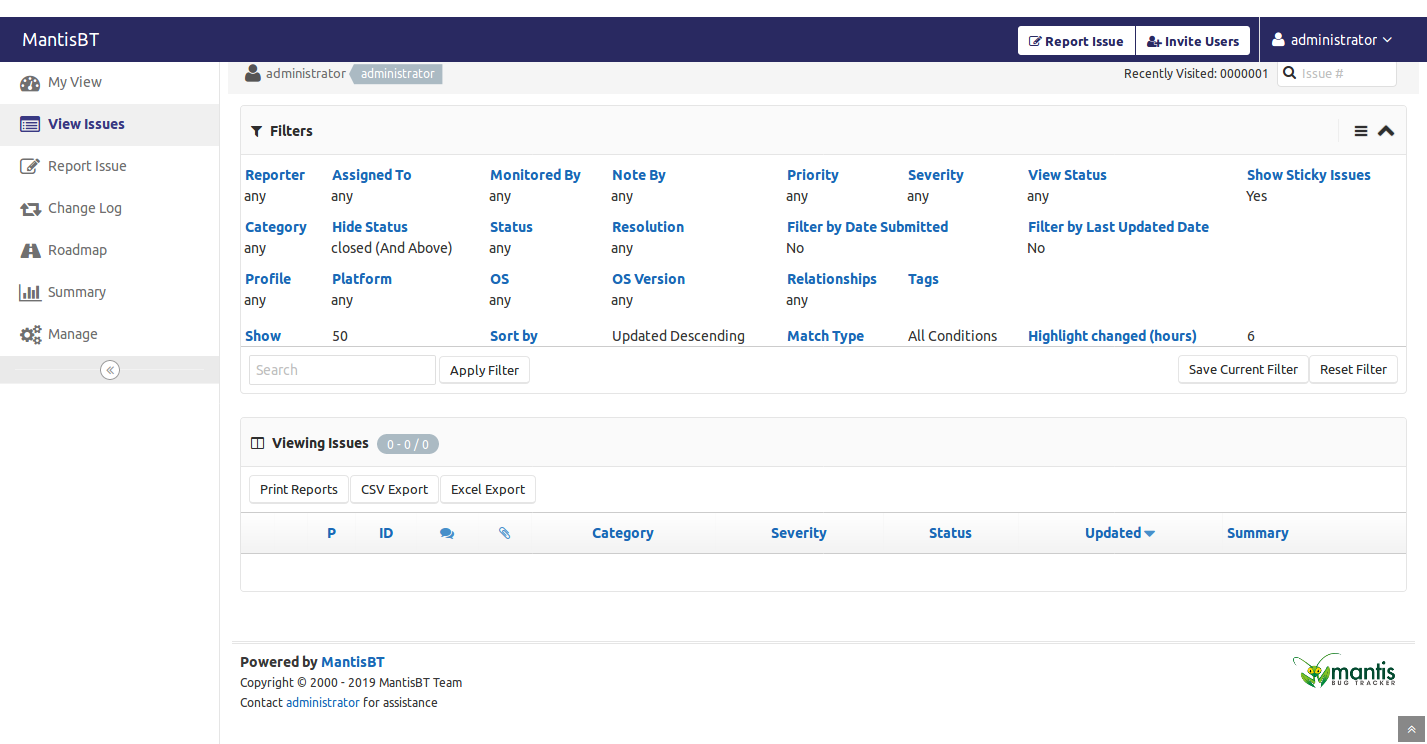 MantisBT
Report Issue
Invite Users
administrator
My View
View Issues
Report Issue
Change Log
Roadmap
Summary
Manage
administrator administrator
Recently Visited: 0000001
Issue #
Filters
Reporter Assigned To Monitored By Note By Priority Severity View Status Show Sticky Issues
any any any any any any any Yes
Category Hide Status Status Resolution Filter by Date Submitted Filter by Last Updated Date
any closed (And Above) any any No No
Profile Platform OS OS Version Relationships Tags
any any any any any
Show 50 Sort by Updated Descending Match Type All Conditions Highlight changed (hours) 6
Search Apply Filter Save Current Filter Reset Filter
Viewing Issues 0 - 0 / 0
Print Reports CSV Export Excel Export
P ID Category Severity Status Updated Summary
Powered by MantisBT
Copyright © 2000 - 2019 MantisBT Team
Contact administrator for assistance
mantis
BUG TRACKER